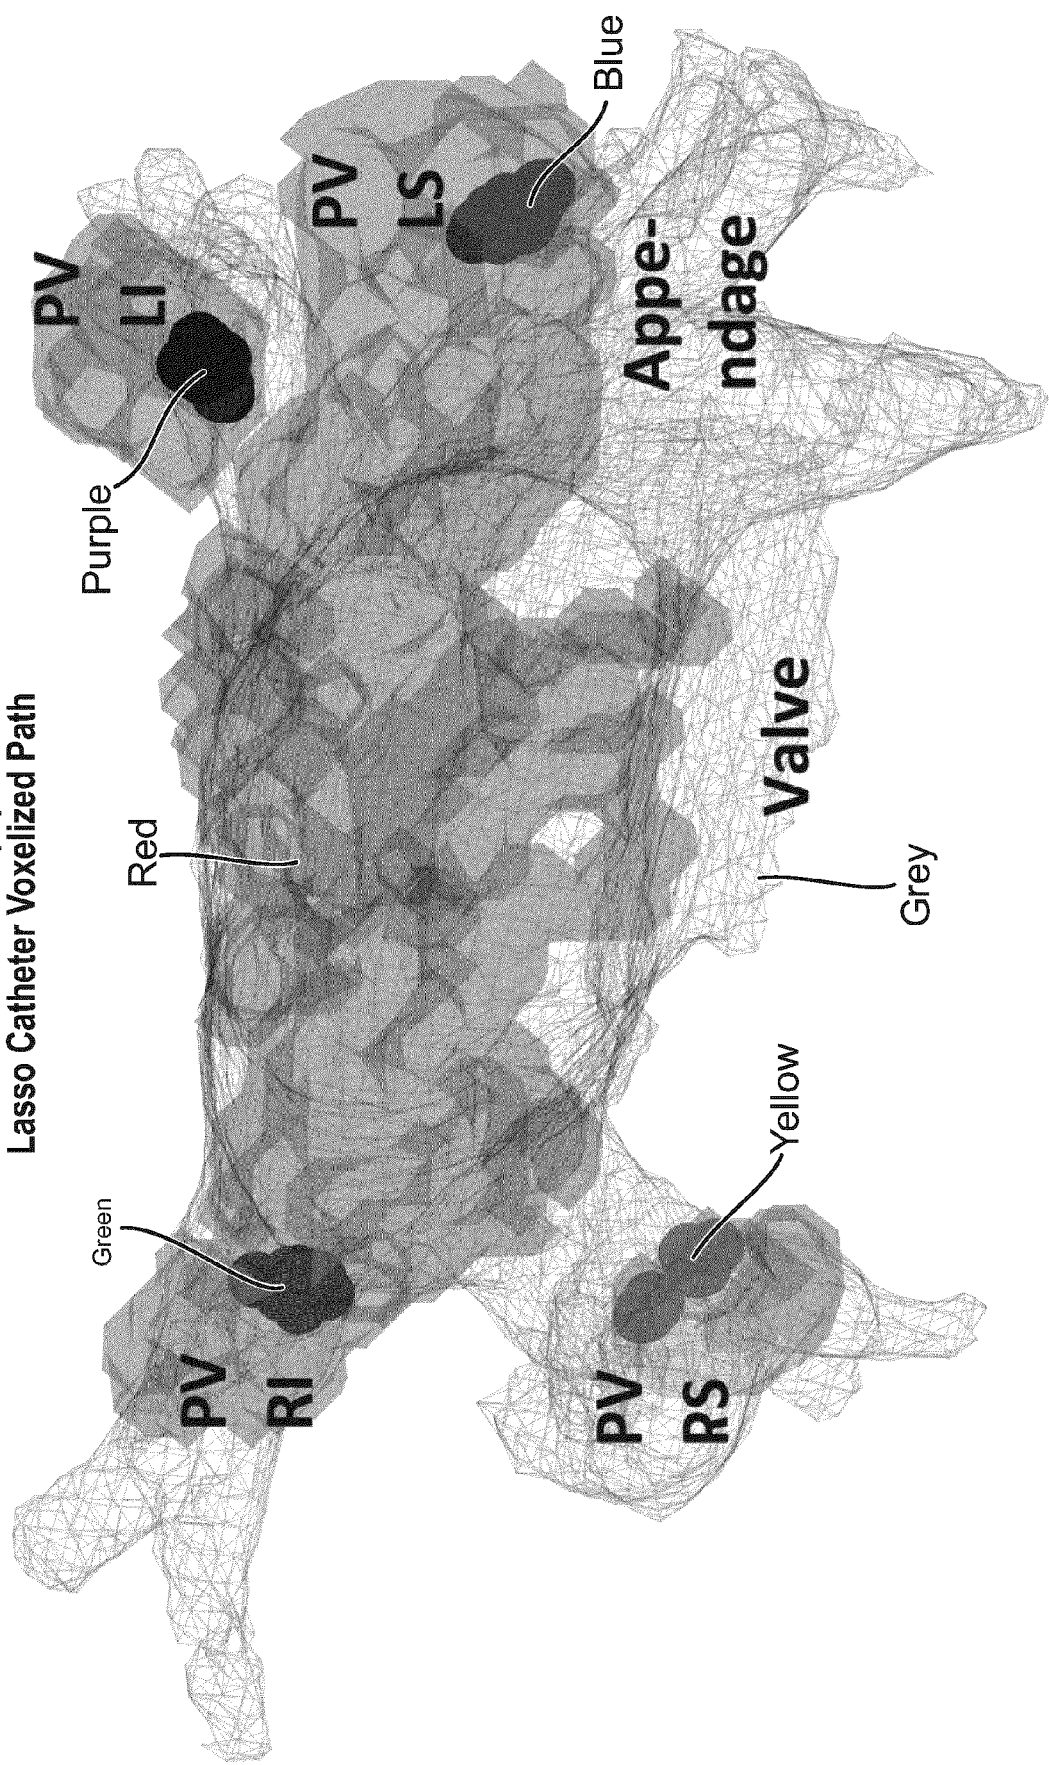 Lasso Catheter Voxelized Path
Green
Red
Purple
PV
LI
PV
RI
PV
LS
Blue
PV
RS
Yellow
Valve
Grey
Appe-
ndage